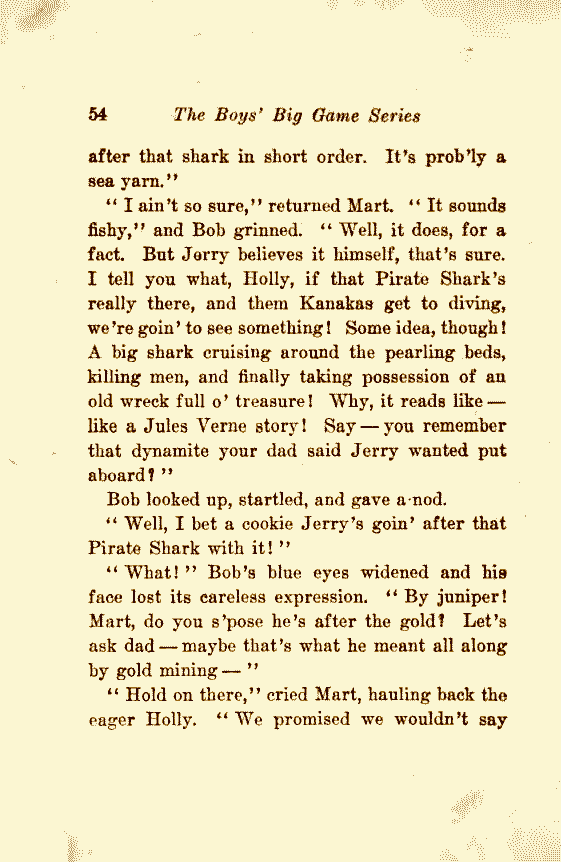 54 The Boys' Big Game Series
after that shark in short order. It's prob'ly a
sea yarn."
" I ain't so sure," returned Mart. " It sounds
fishy," and Bob grinned. " Well, it does, for a
fact. But Jerry believes it himself, that's sure.
I tell you what, Holly, if that Pirate Shark's
really there, and them Kanakas get to diving,
we're goin' to see something! Some idea, though!
A big shark cruising around the pearling beds,
killing men, and finally taking possession of an
old wreck full o' treasure! Why, it reads like —
like a Jules Verne story! Say — you remember
that dynamite your dad said Jerry wanted put
aboard? "
Bob looked up, startled, and gave a nod.
" Well, I bet a cookie Jerry's goin' after that
Pirate Shark with it! "
" What! " Bob's blue eyes widened and his
face lost its careless expression. " By juniper!
Mart, do you s'pose he's after the gold? Let's
ask dad — maybe that's what he meant all along
by gold mining — "
" Hold on there," cried Mart, hauling back the
eager Holly. " We promised we wouldn't say